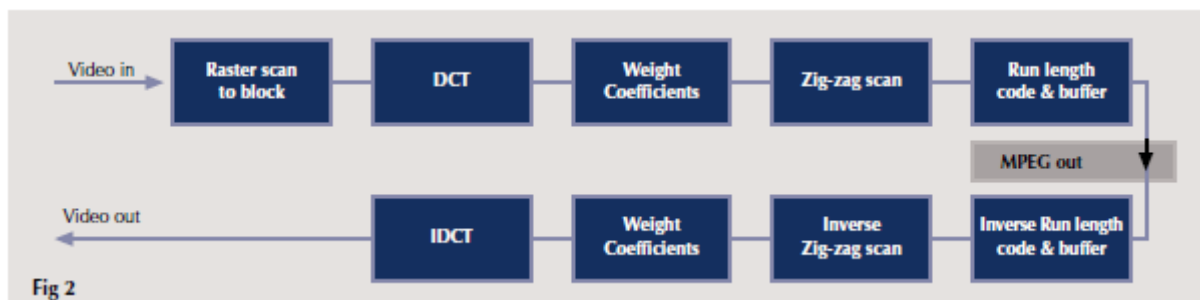 Video in
Raster scan
to block
DCT
Weight
Coefficients
Zig-zag scan
Run length
code & buffer
MPEG out
Video out
IDCT
Weight
Coefficients
Inverse
Zig-zag scan
Inverse Run length
code & buffer
Fig 2